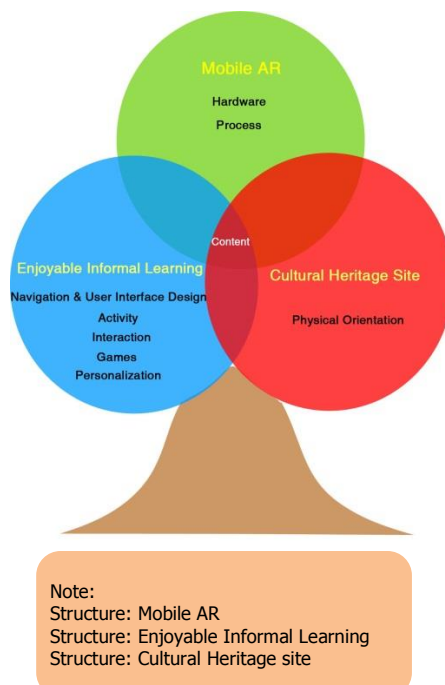 Mobile AR
Hardware
Process
Content
Enjoyable Informal Learning
Navigation & User Interface Design
Activity
Interaction
Games
Personalization
Cultural Heritage Site
Physical Orientation
Note:
Structure: Mobile AR
Structure: Enjoyable Informal Learning
Structure: Cultural Heritage site